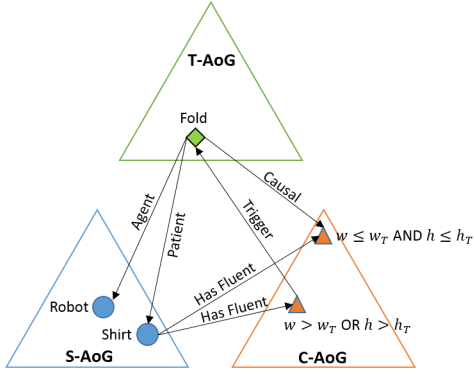 T-AoG
Fold
Agent
Patient
Causal
Trigger
Has Fluent
Has Fluent
w ≤ w_T AND h ≤ h_T
Robot
Shirt
w > w_T OR h > h_T
S-AoG
C-AoG